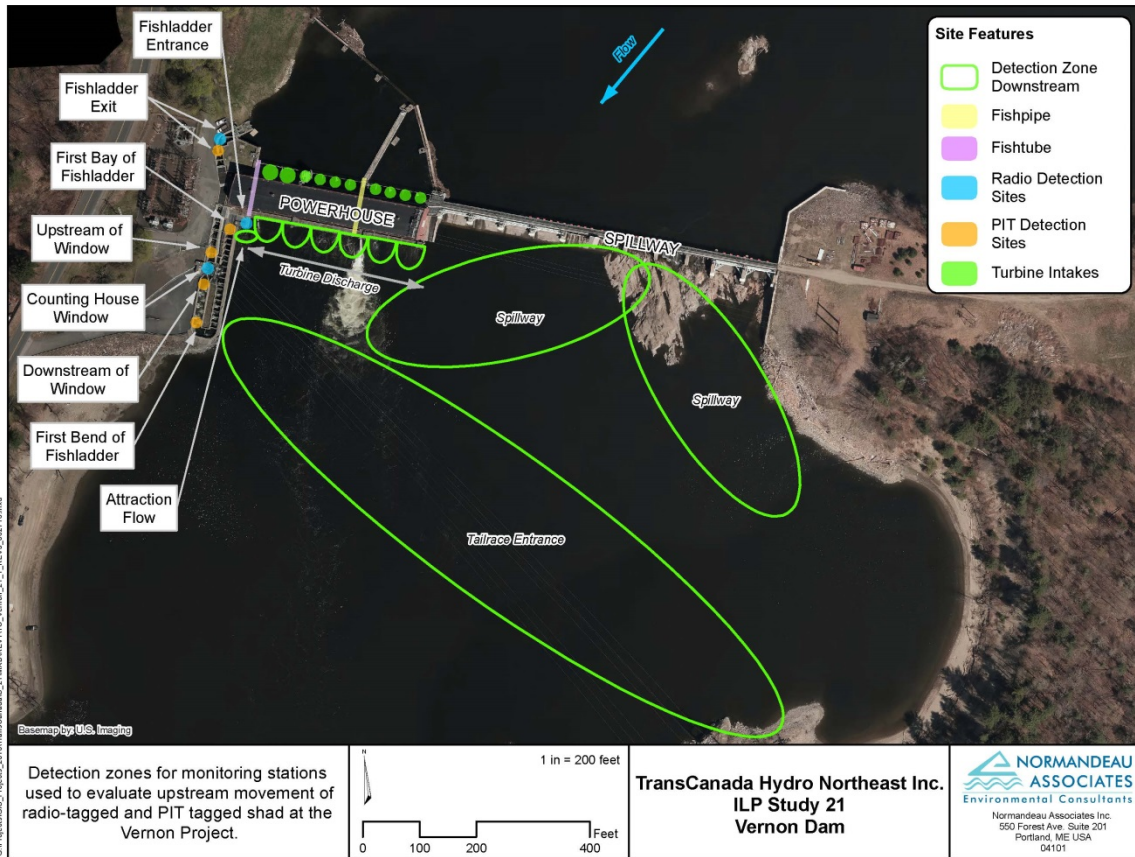 Fishladder
Entrance
Fishladder
Exit
First Bay of
Fishladder
Upstream of
Window
Counting House
Window
Downstream of
Window
First Bend of
Fishladder
Attraction
Flow
Flow
POWERHOUSE
SPILLWAY
Turbine Discharge
Spillway
Spillway
Tailrace Entrance
Basemap by: U.S. Imaging
Site Features
Detection Zone
Downstream
Fishpipe
Fishtube
Radio Detection
Sites
PIT Detection
Sites
Turbine Intakes
Detection zones for monitoring stations
used to evaluate upstream movement of
radio-tagged and PIT tagged shad at the
Vernon Project.
N
1 in = 200 feet
Feet
0 100 200 400
TransCanada Hydro Northeast Inc.
ILP Study 21
Vernon Dam
NORMANDEAU
ASSOCIATES
Environmental Consultants
Normandeau Associates Inc.
550 Forest Ave. Suite 201
Portland, ME USA
04101